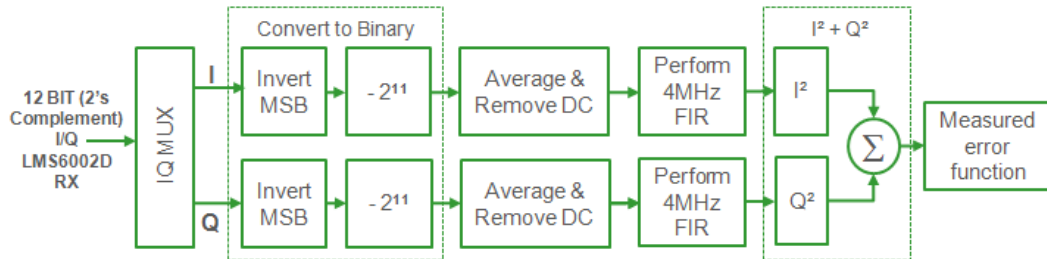 Convert to Binary
I² + Q²
12 BIT (2's
Complement)
I/Q
LMS6002D
RX
IQ MUX
I
Invert
MSB
- 2¹¹
Average &
Remove DC
Perform
4MHz
FIR
I²
Σ
Measured
error
function
Q
Invert
MSB
- 2¹¹
Average &
Remove DC
Perform
4MHz
FIR
Q²